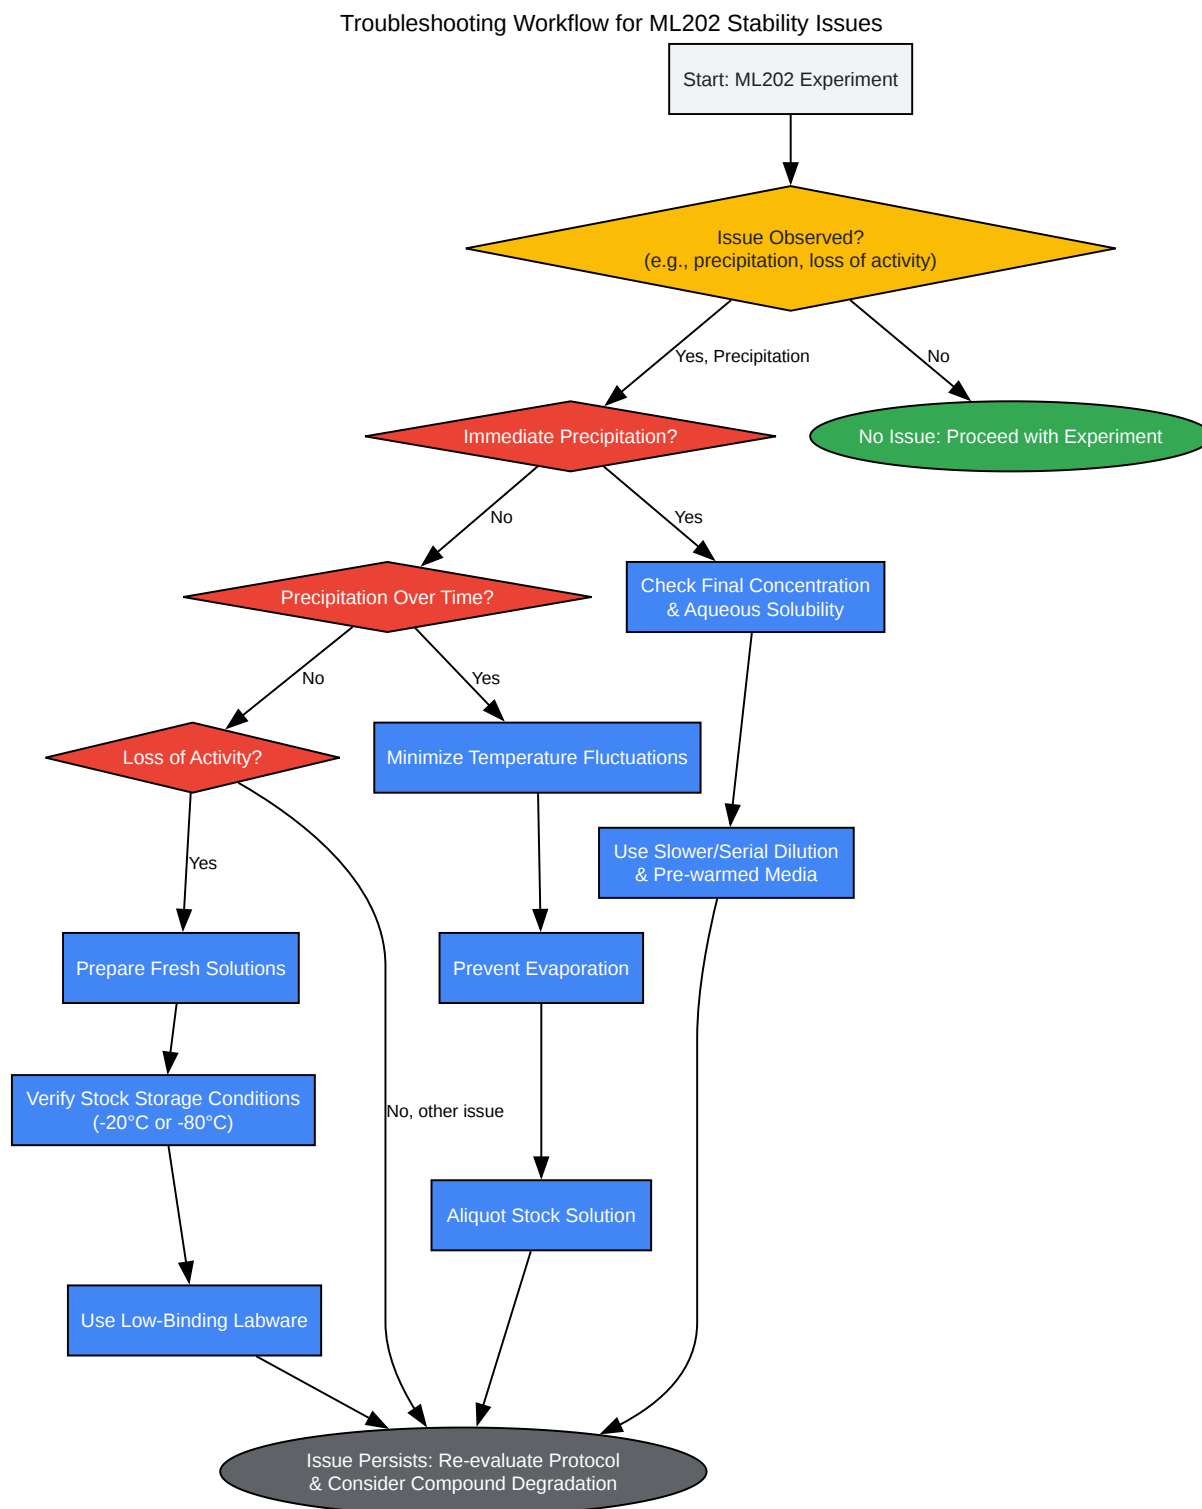 Troubleshooting Workflow for ML202 Stability Issues
Start: ML202 Experiment
Issue Observed?
(e.g., precipitation, loss of activity)
Yes, Precipitation
No
Immediate Precipitation?
No Issue: Proceed with Experiment
No
Yes
Precipitation Over Time?
Check Final Concentration
& Aqueous Solubility
No
Yes
Loss of Activity?
Minimize Temperature Fluctuations
Use Slower/Serial Dilution
& Pre-warmed Media
Yes
Prepare Fresh Solutions
Prevent Evaporation
Verify Stock Storage Conditions
(-20°C or -80°C)
No, other issue
Aliquot Stock Solution
Use Low-Binding Labware
Issue Persists: Re-evaluate Protocol
& Consider Compound Degradation